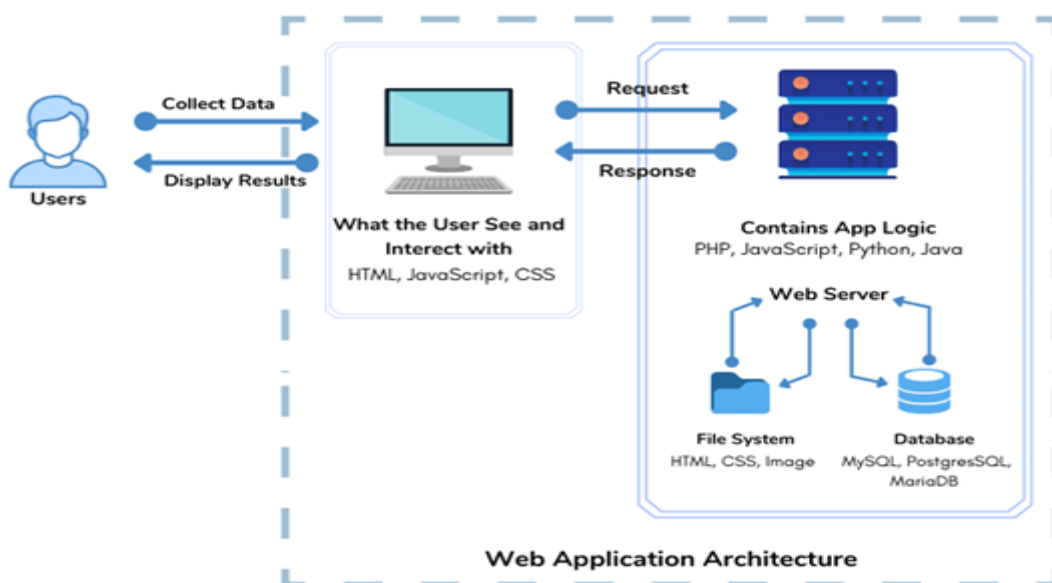 Collect Data
Display Results
Users
What the User See and
Interect with
HTML, JavaScript, CSS
Request
Response
Contains App Logic
PHP, JavaScript, Python, Java
Web Server
File System
HTML, CSS, Image
Database
MySQL, PostgresSQL,
MariaDB
Web Application Architecture